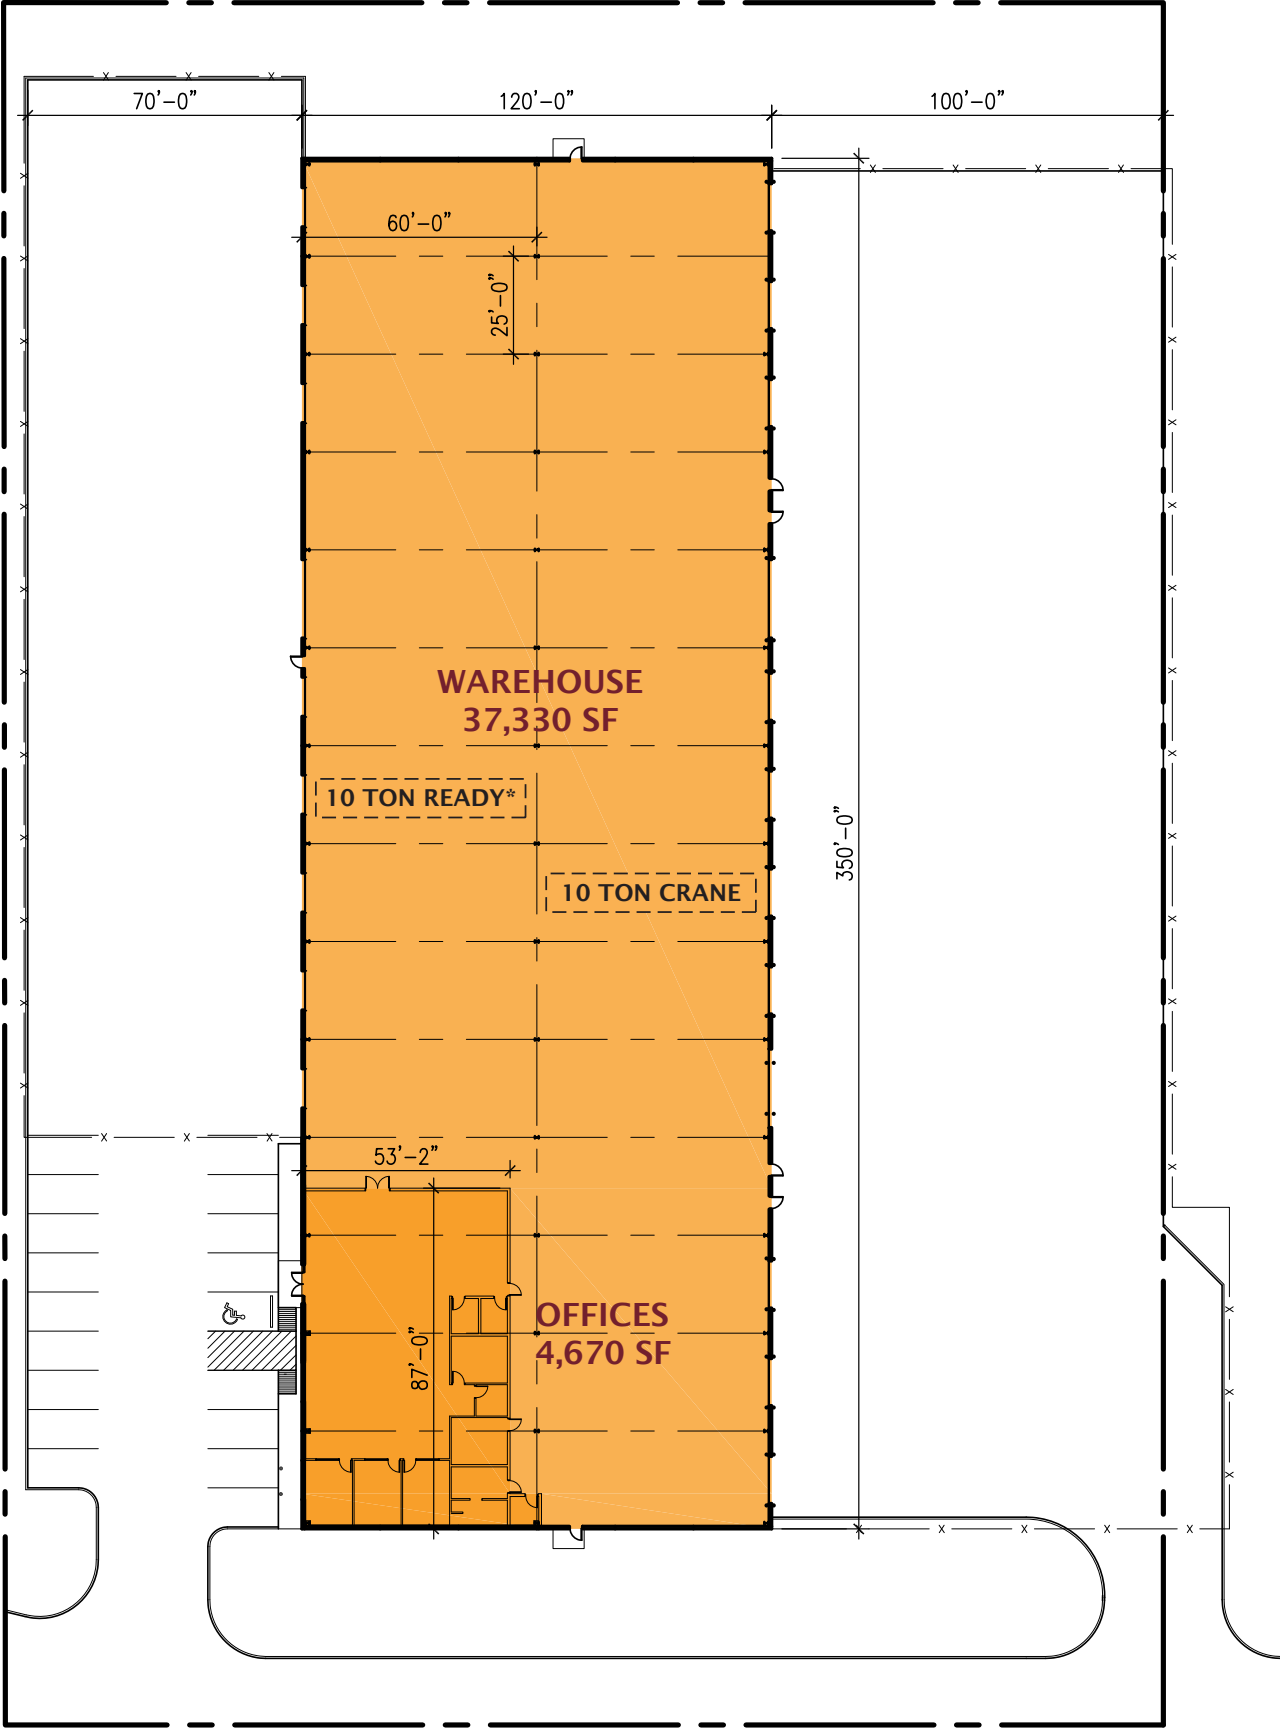 70'-0"
120'-0"
100'-0"
60'-0"
25'-0"
WAREHOUSE
37,330 SF
10 TON READY*
350'-0"
10 TON CRANE
53'-2"
OFFICES
4,670 SF
87'-0"